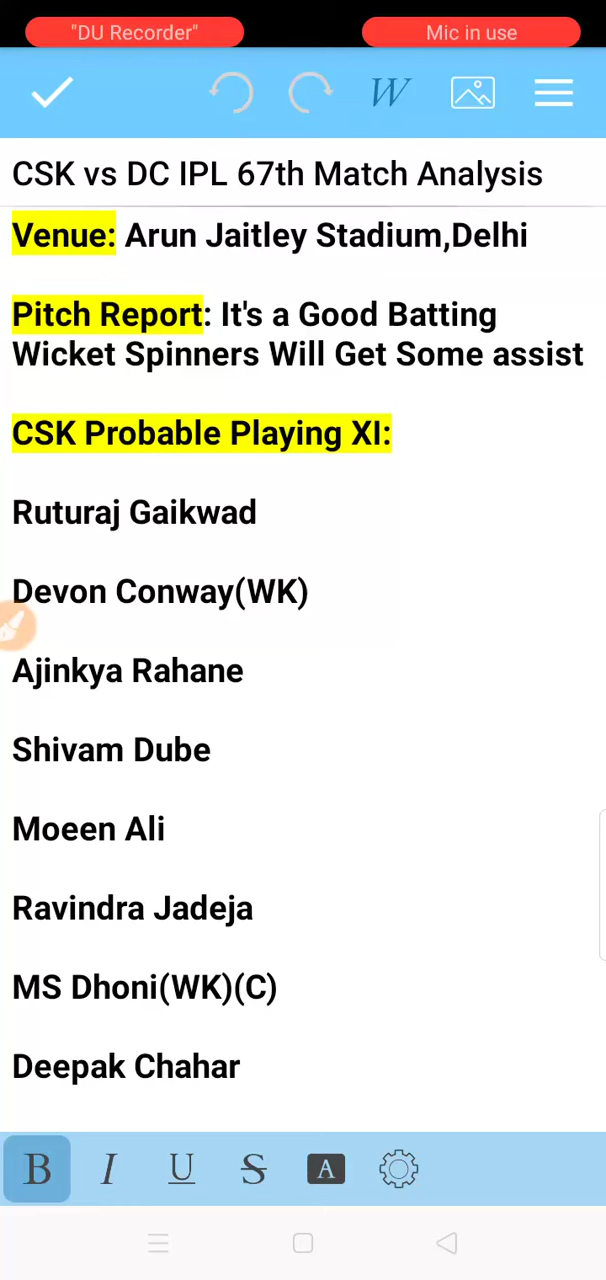 "DU Recorder" Mic in use
W
CSK vs DC IPL 67th Match Analysis
Venue: Arun Jaitley Stadium,Delhi
Pitch Report: It's a Good Batting
Wicket Spinners Will Get Some assist
CSK Probable Playing XI:
Ruturaj Gaikwad
Devon Conway(WK)
Ajinkya Rahane
Shivam Dube
Moeen Ali
Ravindra Jadeja
MS Dhoni(WK)(C)
Deepak Chahar
B I U S A